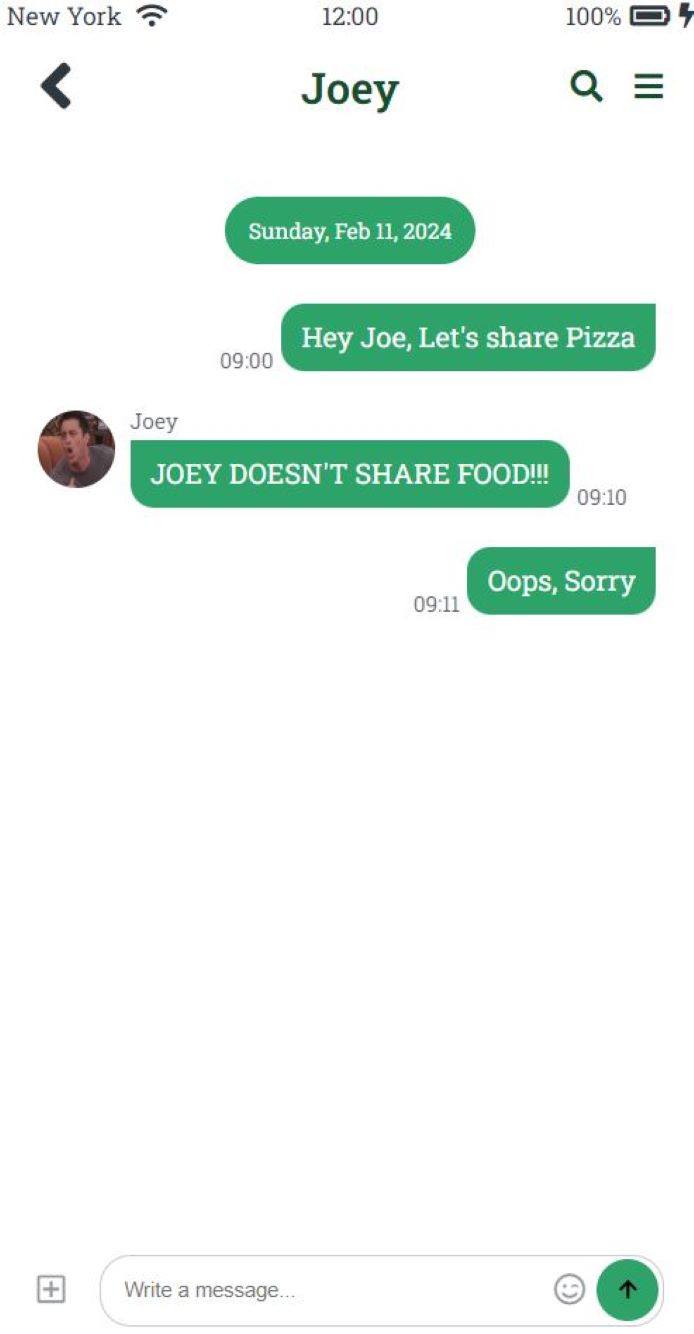 New York 12:00 100%
Joey
Sunday, Feb 11, 2024
Hey Joe, Let's share Pizza
09:00
Joey
JOEY DOESN'T SHARE FOOD!!!
09:10
Oops, Sorry
09:11
Write a message...